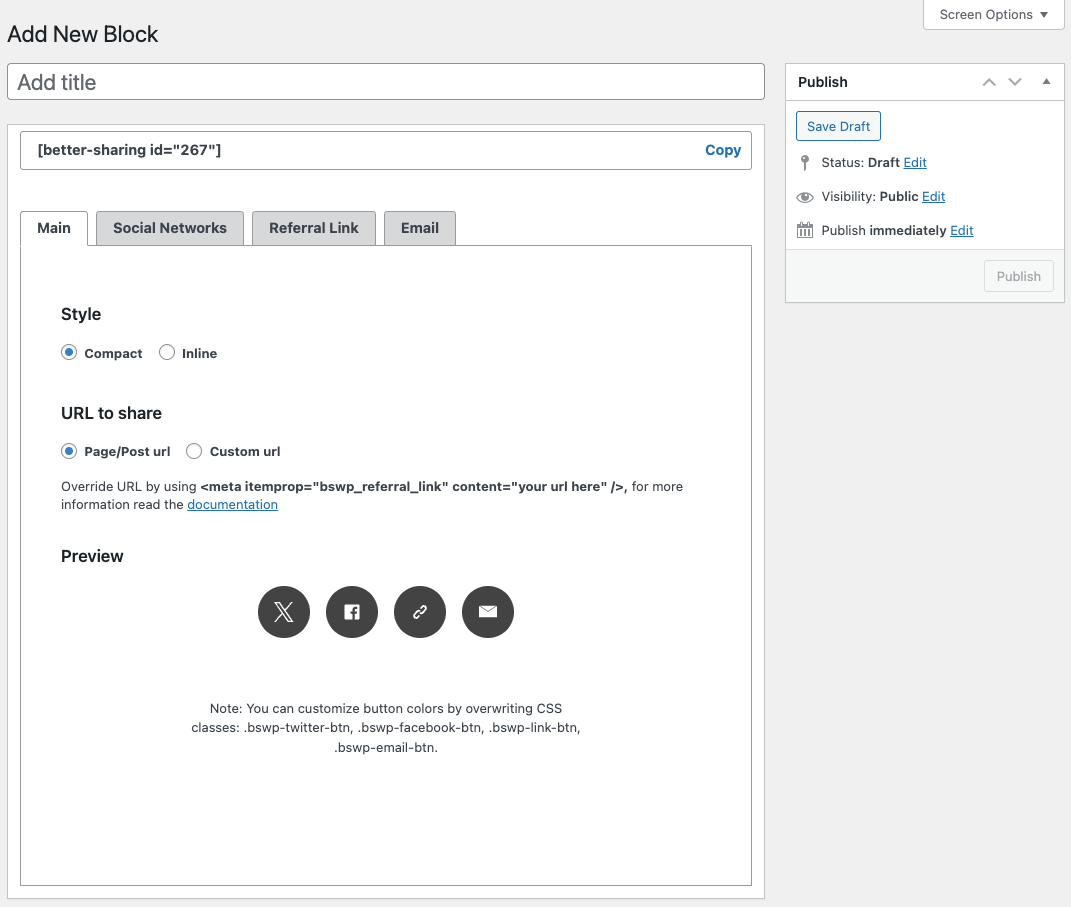 Screen Options
Add New Block
Add title
[better-sharing id="267"]
Copy
Main
Social Networks
Referral Link
Email
Style
Compact
Inline
URL to share
Page/Post url
Custom url
Override URL by using <meta itemprop="bswp_referral_link" content="your url here" />, for more
information read the documentation
Preview
Note: You can customize button colors by overwriting CSS
classes: .bswp-twitter-btn, .bswp-facebook-btn, .bswp-link-btn,
.bswp-email-btn.
Publish
Save Draft
Status: Draft Edit
Visibility: Public Edit
Publish immediately Edit
Publish